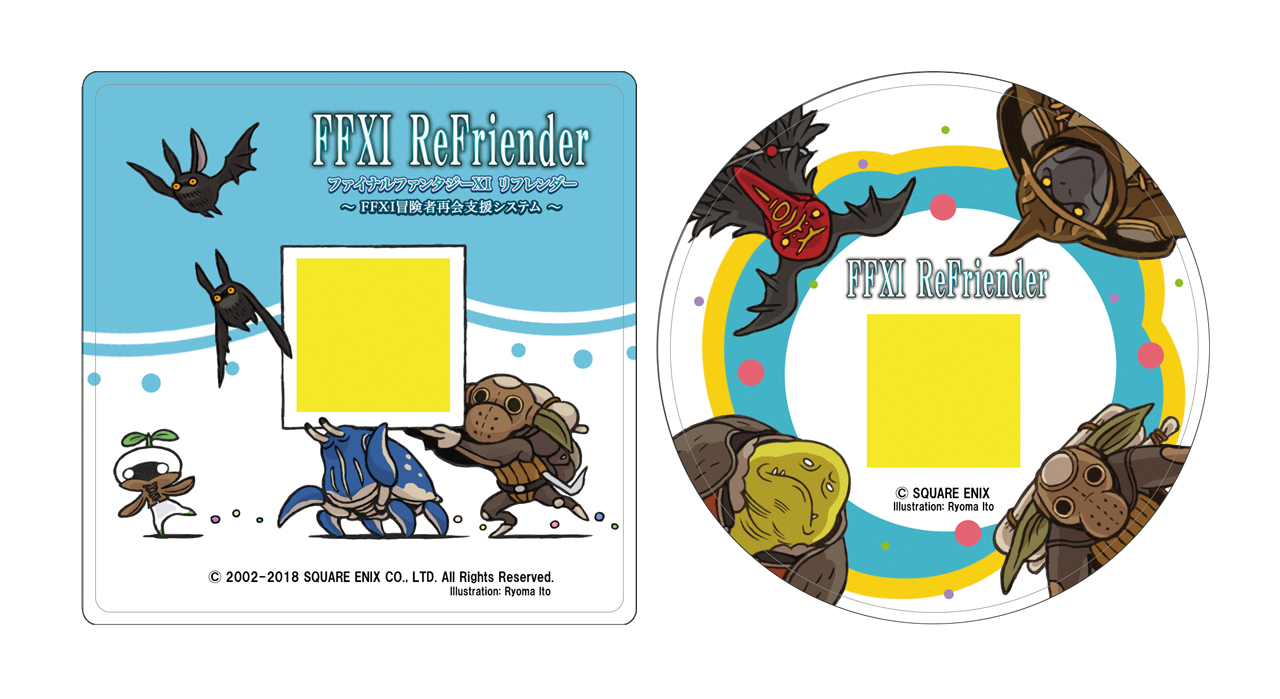 FFXI ReFriender
ファイナルファンタジーXI リフレンダー
～ FFXI冒険者再会支援システム ～
© 2002-2018 SQUARE ENIX CO., LTD. All Rights Reserved.
Illustration: Ryoma Ito
FFXI ReFriender
© SQUARE ENIX
Illustration: Ryoma Ito